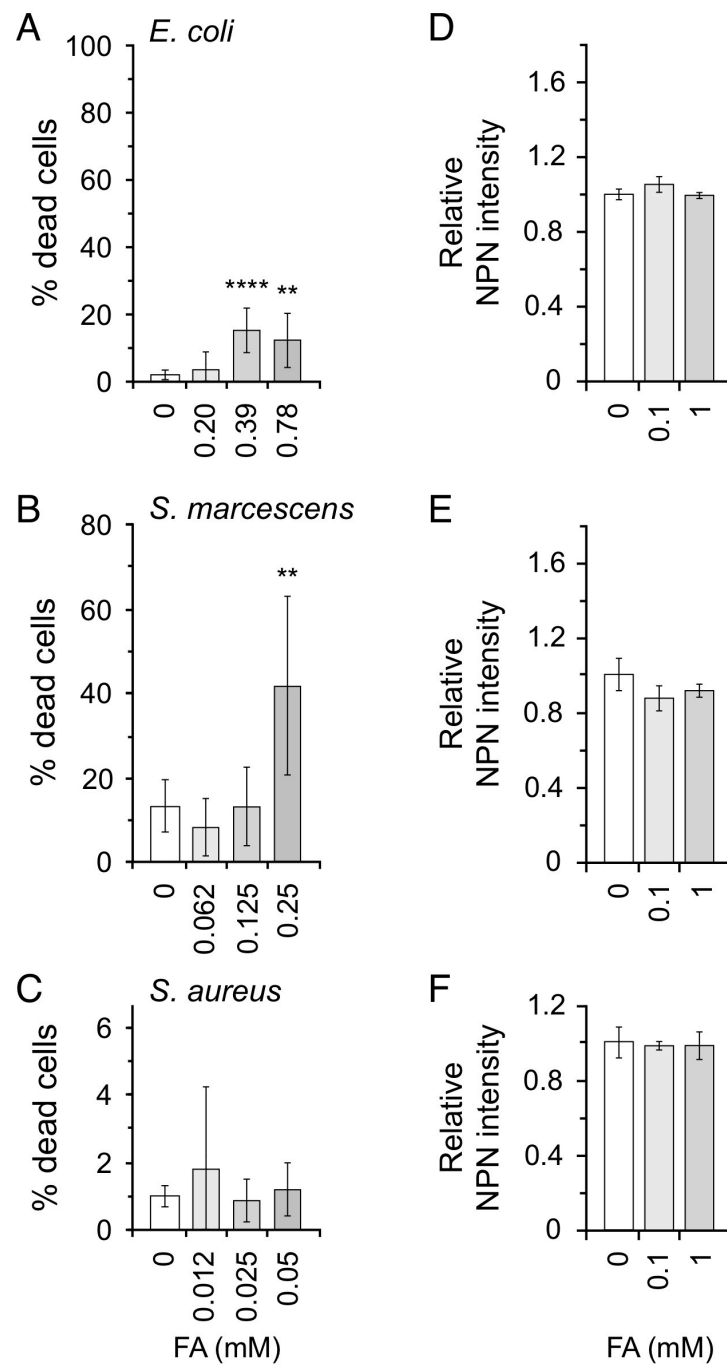 A
E. coli
% dead cells
100
80
60
40
20
0
****
**
0
0.20
0.39
0.78
D
Relative
NPN intensity
1.6
1.2
0.8
0.4
0
0
0.1
1
B
S. marcescens
% dead cells
80
60
40
20
0
**
0
0.062
0.125
0.25
E
Relative
NPN intensity
1.6
1.2
0.8
0.4
0
0
0.1
1
C
S. aureus
% dead cells
6
4
2
0
0
0.012
0.025
0.05
FA (mM)
F
Relative
NPN intensity
1.2
0.8
0.4
0
0
0.1
1
FA (mM)